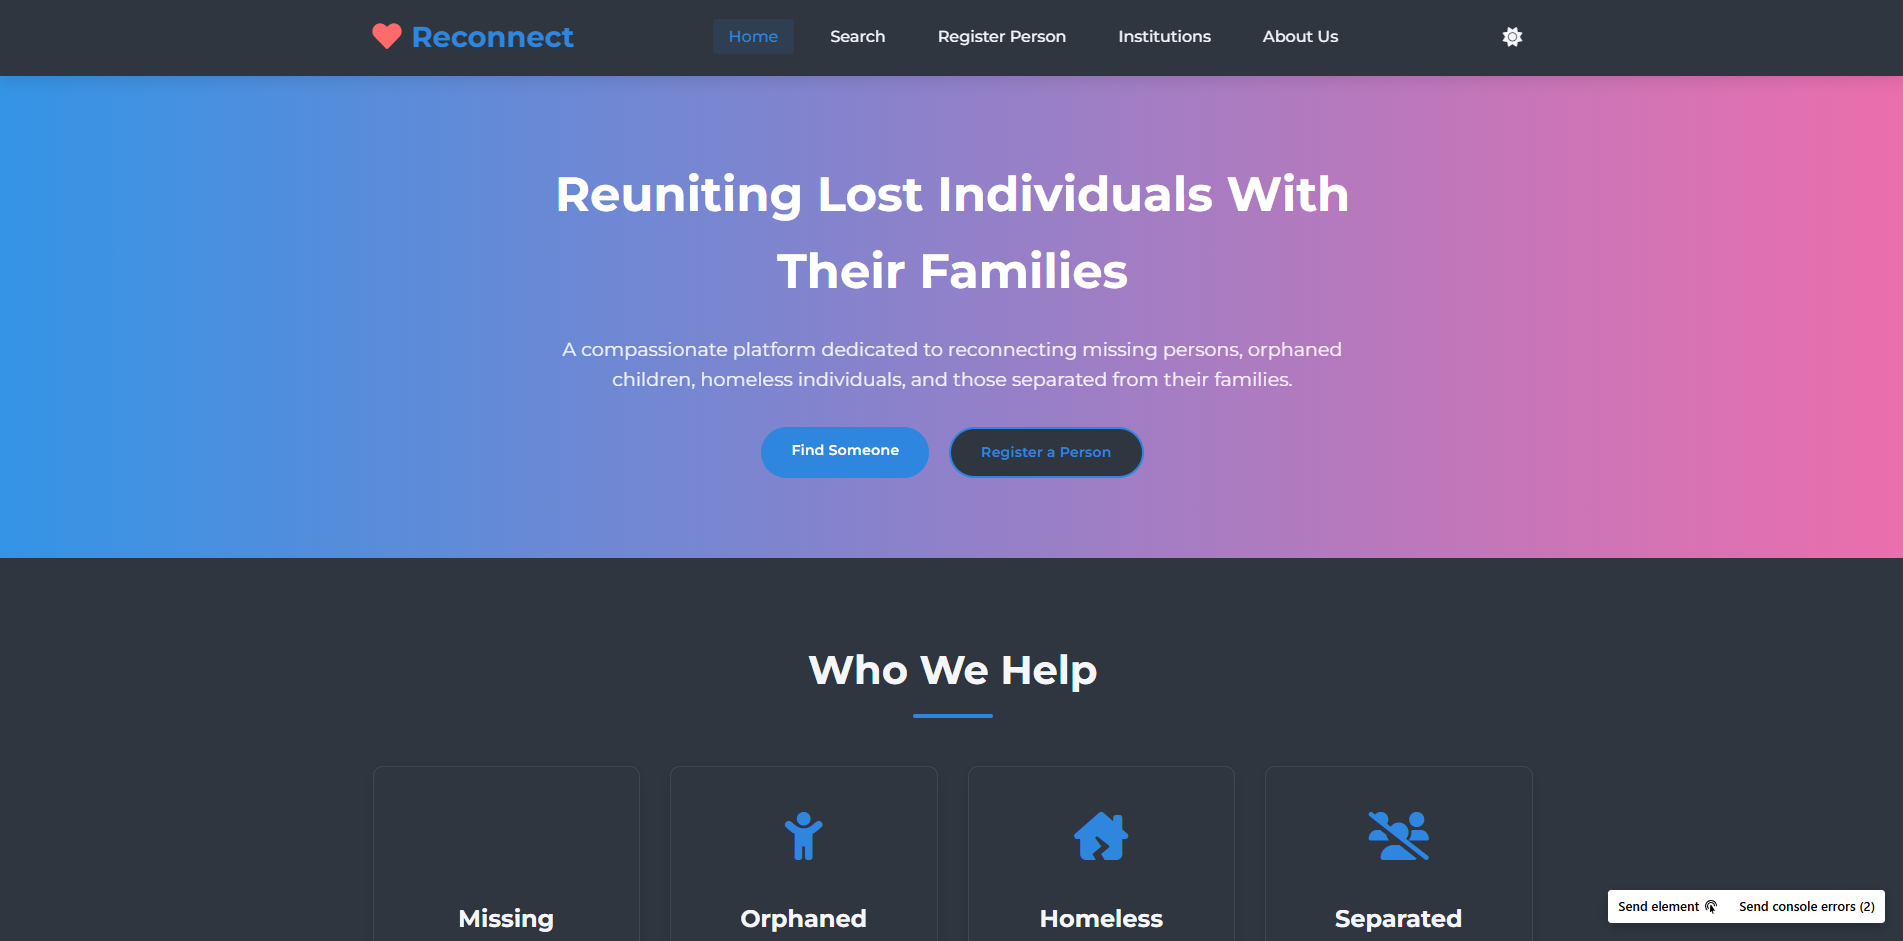 Reconnect
Home
Search
Register Person
Institutions
About Us
Reuniting Lost Individuals With
Their Families
A compassionate platform dedicated to reconnecting missing persons, orphaned
children, homeless individuals, and those separated from their families.
Find Someone
Register a Person
Who We Help
Missing
Orphaned
Homeless
Separated
Send element
Send console errors (2)